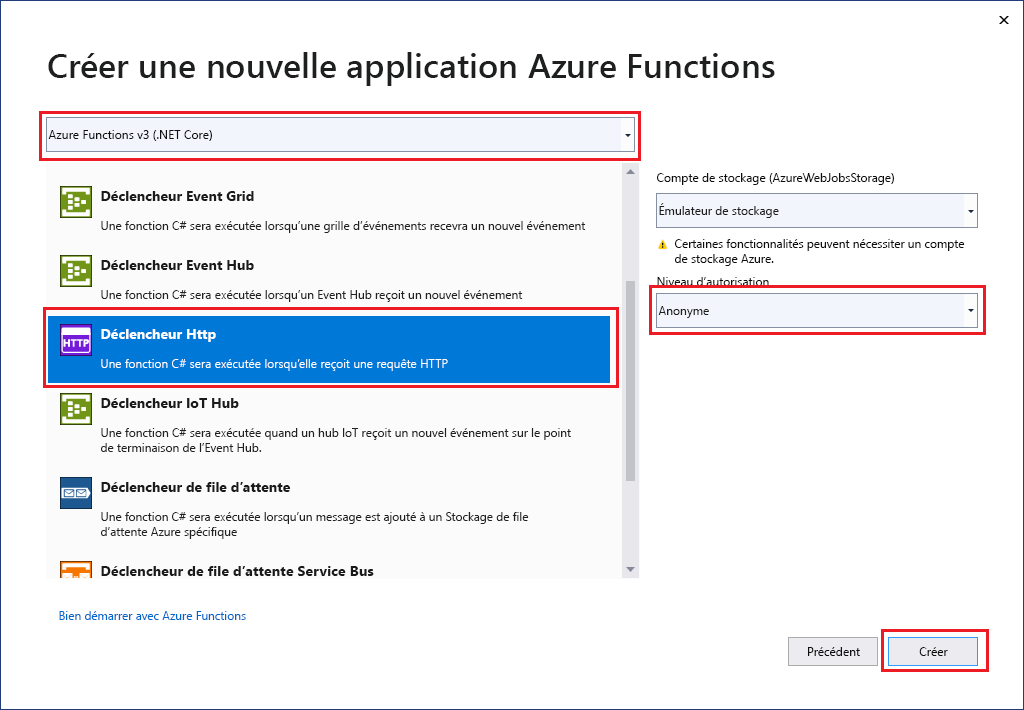 Créer une nouvelle application Azure Functions
Azure Functions v3 (.NET Core)
Déclencheur Event Grid
Une fonction C# sera exécutée lorsqu'une grille d'événements recevra un nouvel événement
Déclencheur Event Hub
Une fonction C# sera exécutée lorsqu'un Event Hub reçoit un nouvel événement
HTTP
Déclencheur Http
Une fonction C# sera exécutée lorsqu'elle reçoit une requête HTTP
Déclencheur IoT Hub
Une fonction C# sera exécutée quand un hub IoT reçoit un nouvel événement sur le point
de terminaison de l'Event Hub.
Déclencheur de file d'attente
Une fonction C# sera exécutée lorsqu'un message est ajouté à un Stockage de file
d'attente Azure spécifique
Déclencheur de file d'attente Service Bus
Compte de stockage (AzureWebJobsStorage)
Émulateur de stockage
Certaines fonctionnalités peuvent nécessiter un compte
de stockage Azure.
Niveau d'autorisation
Anonyme
Bien démarrer avec Azure Functions
Précédent
Créer